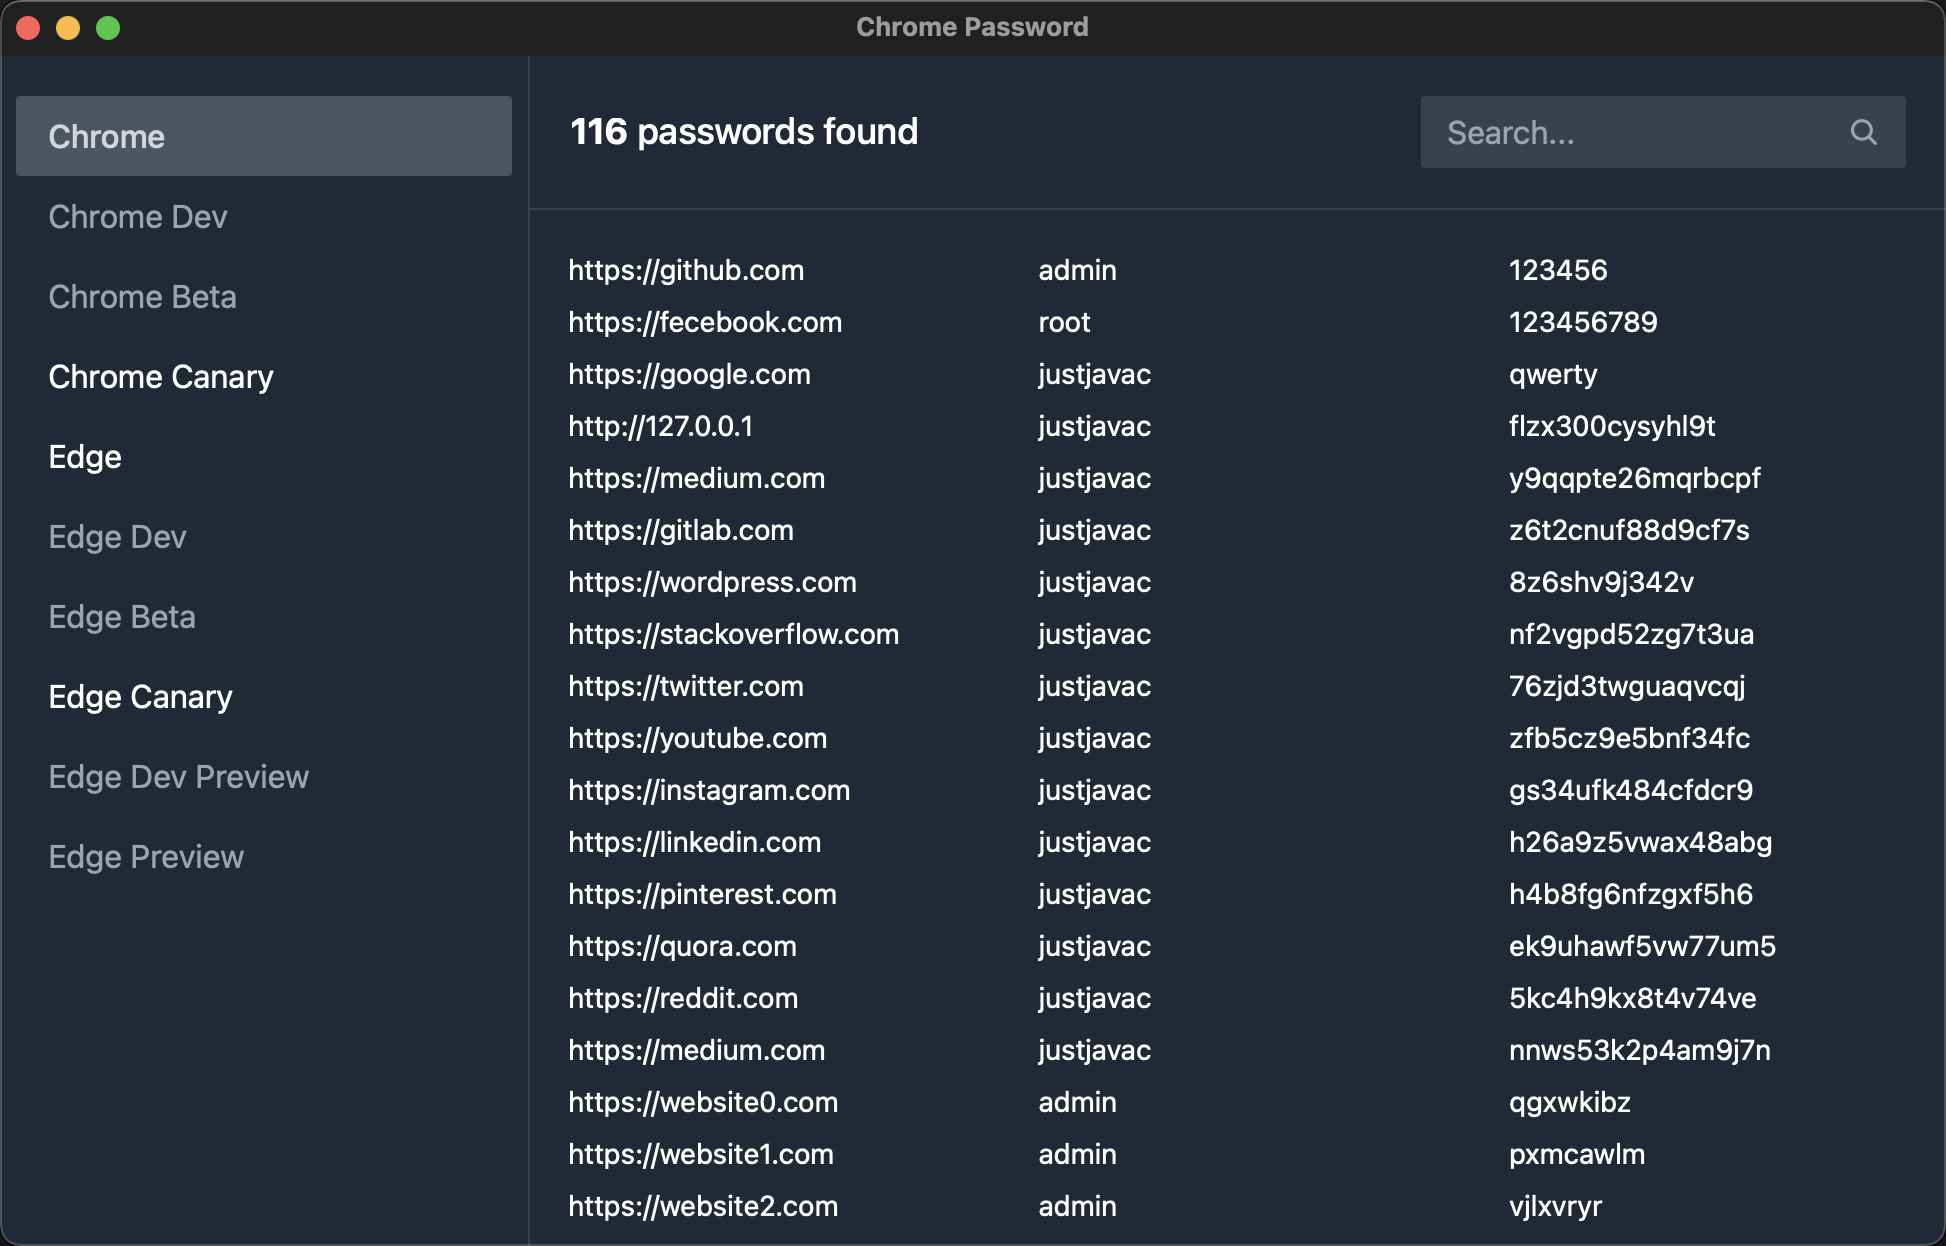 Chrome Password
Chrome
Chrome Dev
Chrome Beta
Chrome Canary
Edge
Edge Dev
Edge Beta
Edge Canary
Edge Dev Preview
Edge Preview
116 passwords found
Search...
https://github.com admin 123456
https://fecebook.com root 123456789
https://google.com justjavac qwerty
http://127.0.0.1 justjavac flzx300cysyhl9t
https://medium.com justjavac y9qqpte26mqrbcpf
https://gitlab.com justjavac z6t2cnuf88d9cf7s
https://wordpress.com justjavac 8z6shv9j342v
https://stackoverflow.com justjavac nf2vgpd52zg7t3ua
https://twitter.com justjavac 76zjd3twguaqvcqj
https://youtube.com justjavac zfb5cz9e5bnf34fc
https://instagram.com justjavac gs34ufk484cfdcr9
https://linkedin.com justjavac h26a9z5vwax48abg
https://pinterest.com justjavac h4b8fg6nfzgxf5h6
https://quora.com justjavac ek9uhawf5vw77um5
https://reddit.com justjavac 5kc4h9kx8t4v74ve
https://medium.com justjavac nnws53k2p4am9j7n
https://website0.com admin qgxwkibz
https://website1.com admin pxmcawlm
https://website2.com admin vjlxvryr